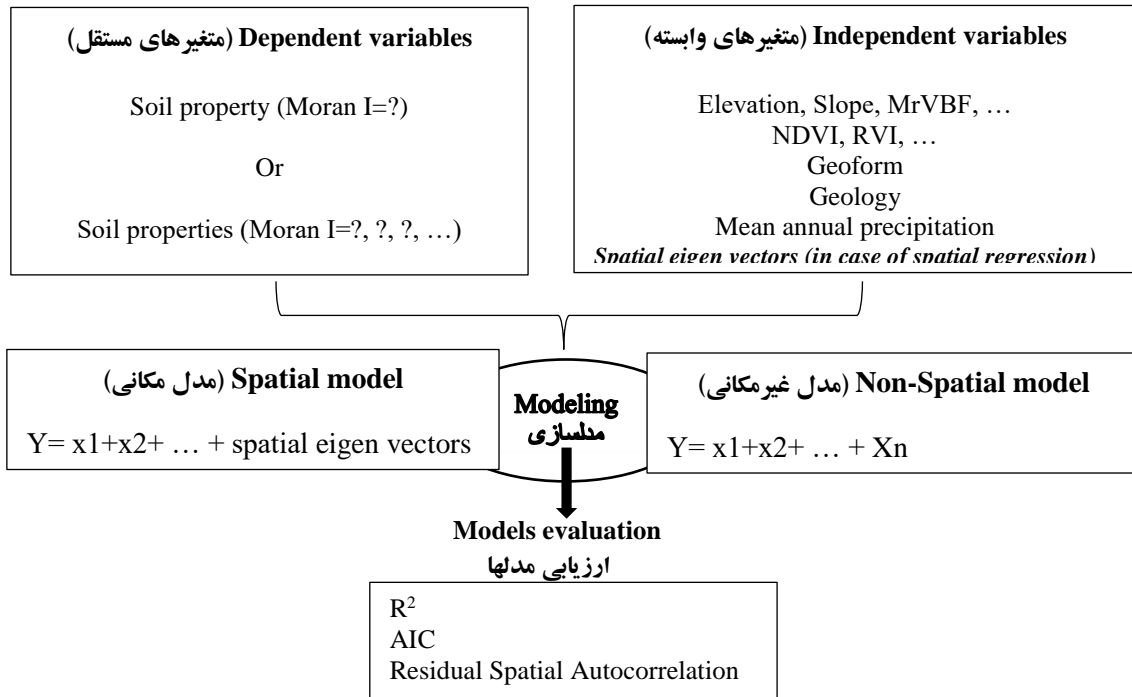 Dependent variables (متغیرهای مستقل)
Soil property (Moran I=?)
Or
Soil properties (Moran I=?, ?, ?, …)
Independent variables (متغیرهای وابسته)
Elevation, Slope, MrVBF, …
NDVI, RVI, …
Geoform
Geology
Mean annual precipitation
Spatial eigen vectors (in case of spatial regression)
Spatial model (مدل مکانی)
Y= x1+x2+ … + spatial eigen vectors
Modeling
مدلسازی
Non-Spatial model (مدل غیرمکانی)
Y= x1+x2+ … + Xn
Models evaluation
ارزیابی مدلها
R²
AIC
Residual Spatial Autocorrelation